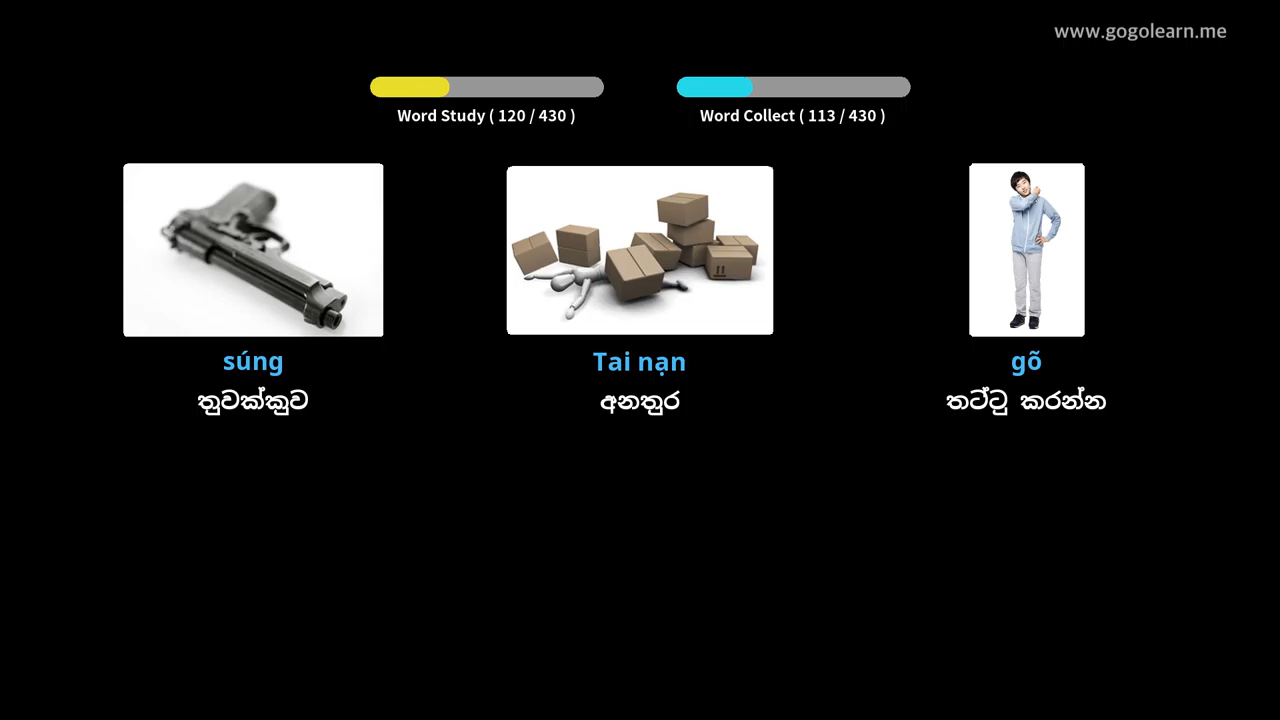 www.gogolearn.me
Word Study ( 120 / 430 )
Word Collect ( 113 / 430 )
súng
Tai nạn
gõ
තුවක්කුව
අනතුර
තට්ටු කරන්න